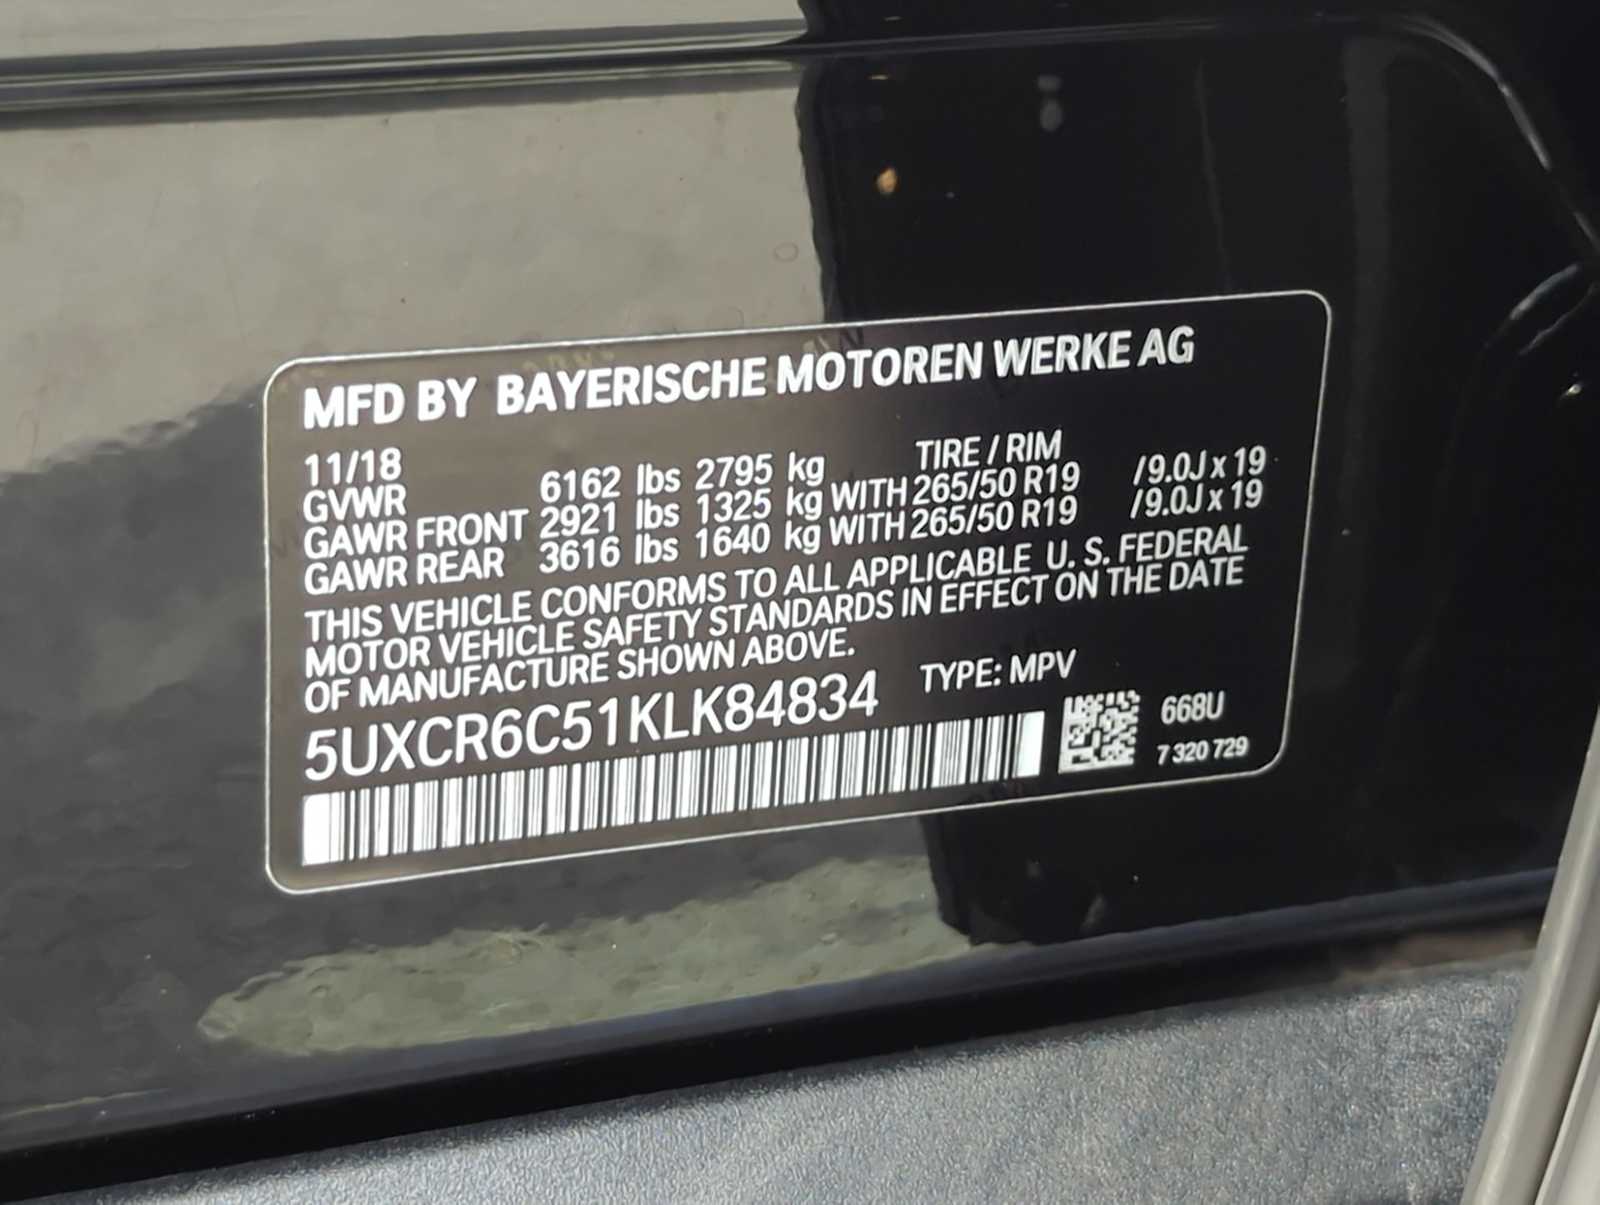 MFD BY BAYERISCHE MOTOREN WERKE AG
11/18 TIRE / RIM
GVWR 6162 lbs 2795 kg
GAWR FRONT 2921 lbs 1325 kg WITH 265/50 R19 /9.0J x 19
GAWR REAR 3616 lbs 1640 kg WITH 265/50 R19 /9.0J x 19
THIS VEHICLE CONFORMS TO ALL APPLICABLE U. S. FEDERAL
MOTOR VEHICLE SAFETY STANDARDS IN EFFECT ON THE DATE
OF MANUFACTURE SHOWN ABOVE.
5UXCR6C51KLK84834 TYPE: MPV
668U
7 320 729